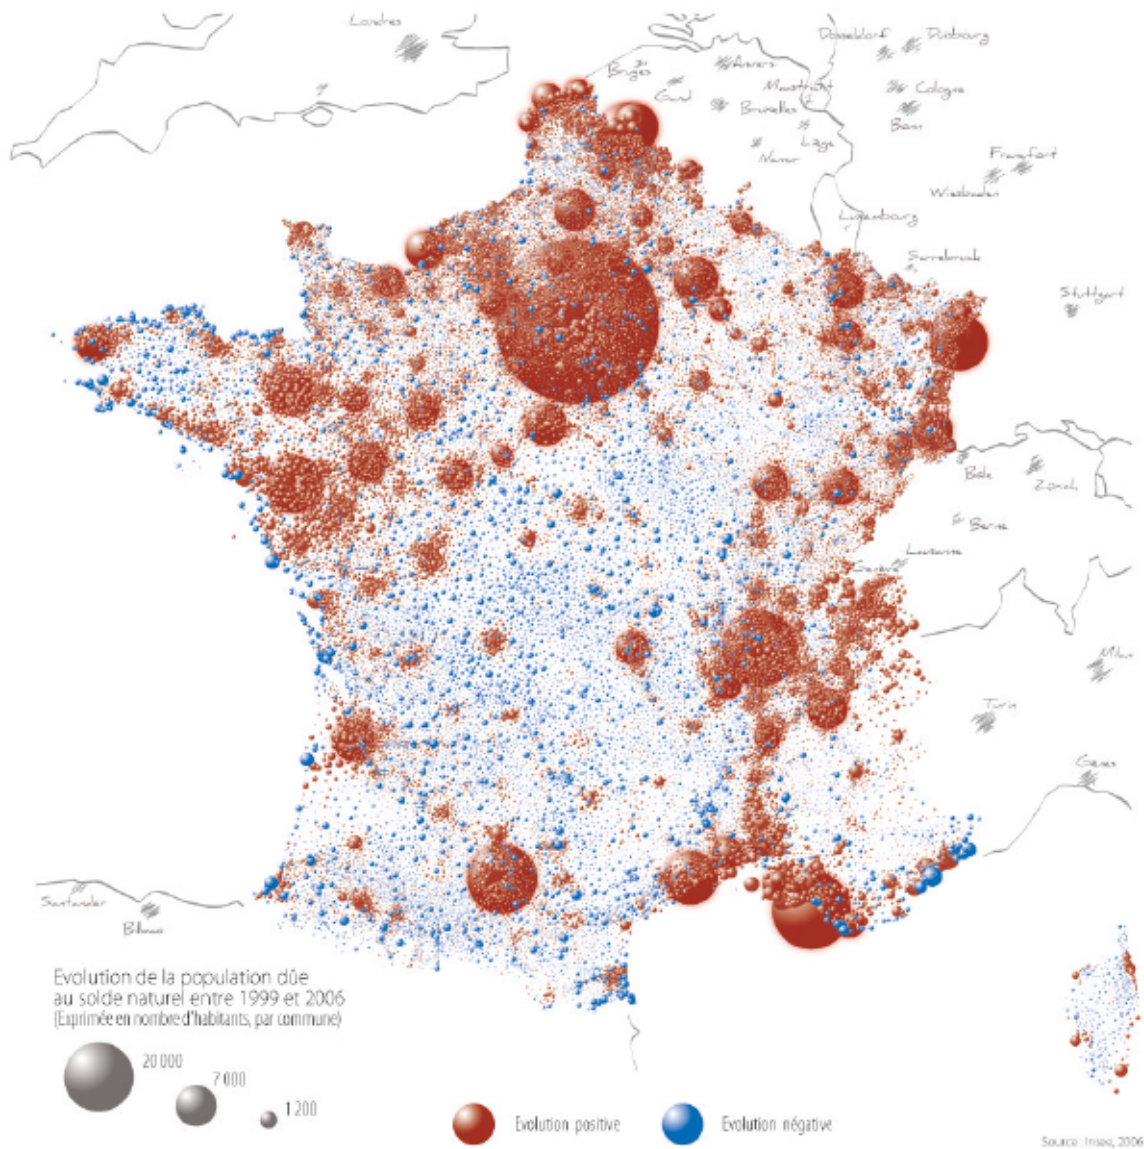 Londres
Dusseldorf
Duisbourg
Bruges
Anvers
Gand
Maastricht
Cologne
Bruxelles
Bonn
Liège
Namur
Francfort
Wiesbaden
Luxembourg
Sarrebruck
Stuttgart
Bâle
Zürich
Berne
Lausanne
Genève
Milan
Turin
Gênes
Santander
Bilbao
Evolution de la population dûe
au solde naturel entre 1999 et 2006
(Exprimée en nombre d'habitants, par commune)
20 000
7 000
1 200
Evolution positive
Evolution négative
Source : Insee, 2006